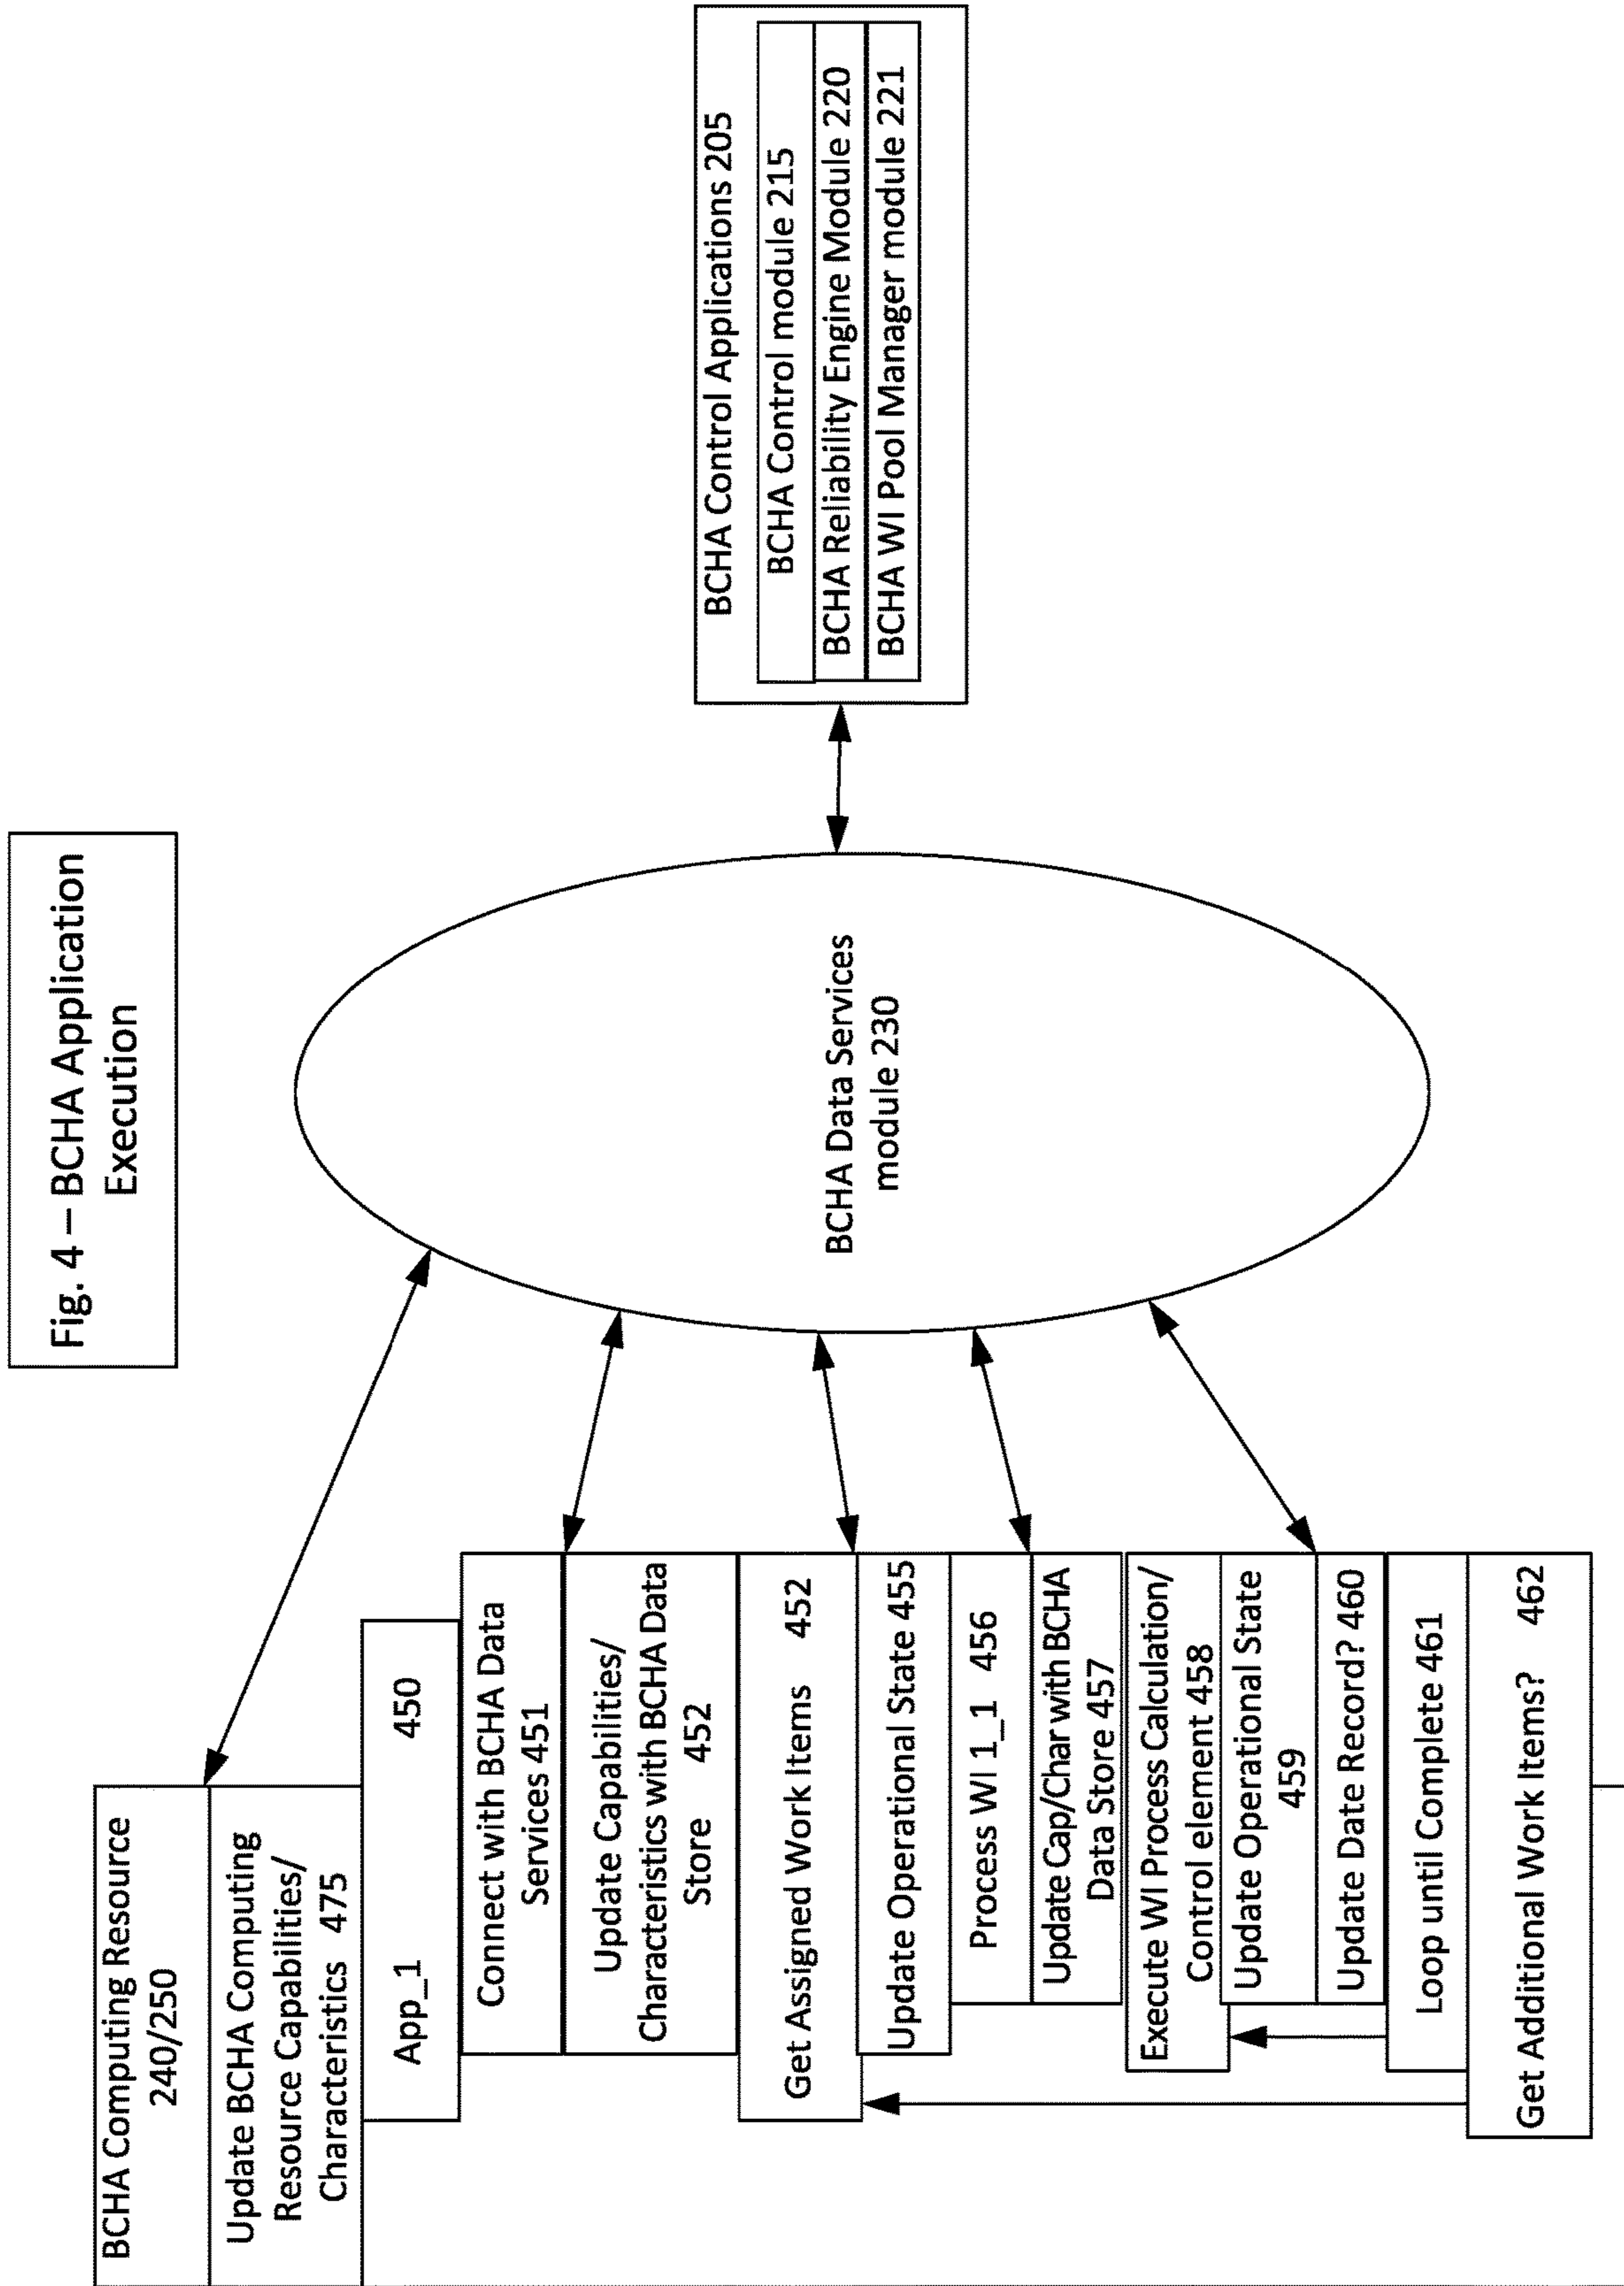 Fig. 4 – BCHA Application
Execution
BCHA Computing Resource
240/250
Update BCHA Computing
Resource Capabilities/
Characteristics 475
App_1 450
Connect with BCHA Data
Services 451
Update Capabilities/
Characteristics with BCHA Data
Store 452
Get Assigned Work Items 452
Update Operational State 455
Process WI 1_1 456
Update Cap/Char with BCHA
Data Store 457
Execute WI Process Calculation/
Control element 458
Update Operational State
459
Update Date Record? 460
Loop until Complete 461
Get Additional Work Items? 462
BCHA Data Services
module 230
BCHA Control Applications 205
BCHA Control module 215
BCHA Reliability Engine Module 220
BCHA WI Pool Manager module 221